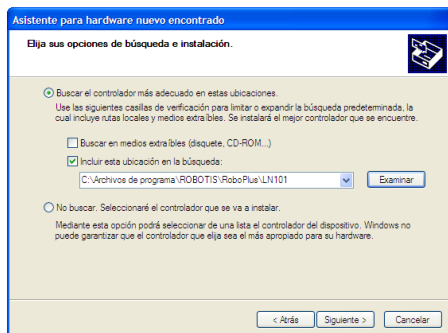 Asistente para hardware nuevo encontrado
Elija sus opciones de búsqueda e instalación.
Buscar el controlador más adecuado en estas ubicaciones.
Use las siguientes casillas de verificación para limitar o expandir la búsqueda predeterminada, la
cual incluye rutas locales y medios extraíbles. Se instalará el mejor controlador que se encuentre.
Buscar en medios extraíbles (disquete, CD-ROM...)
Incluir esta ubicación en la búsqueda:
C:\Archivos de programa\ROBOTIS\RoboPlus\LN101
Examinar
No buscar. Seleccionaré el controlador que se va a instalar.
Mediante esta opción podrá seleccionar de una lista el controlador del dispositivo. Windows no
puede garantizar que el controlador que elija sea el más apropiado para su hardware.
< Atrás
Siguiente >
Cancelar